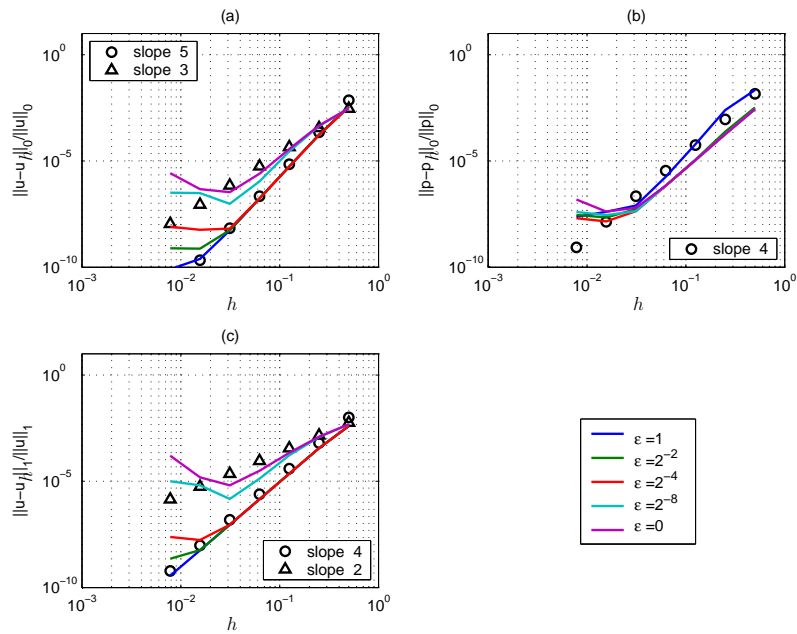 (a)
10^0
10^-5
10^-10
||u-u_h||_0/||u||_0
slope 5
slope 3
10^-3
10^-2
10^-1
10^0
h
(b)
10^0
10^-5
10^-10
||p-p_h||_0/||p||_0
slope 4
10^-3
10^-2
10^-1
10^0
h
(c)
10^0
10^-5
10^-10
||u-u_h||_1/||u||_1
slope 4
slope 2
10^-3
10^-2
10^-1
10^0
h
ε=1
ε=2^-2
ε=2^-4
ε=2^-8
ε=0